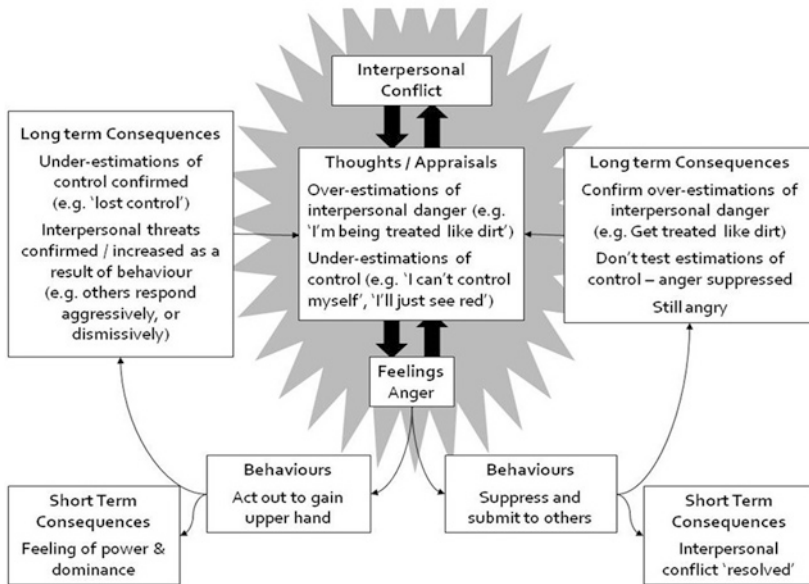 Interpersonal
Conflict
Long term Consequences
Under-estimations of
control confirmed
(e.g. ‘lost control’)
Interpersonal threats
confirmed / increased as a
result of behaviour
(e.g. others respond
aggressively, or
dismissively)
Thoughts / Appraisals
Over-estimations of
interpersonal danger (e.g.
‘I’m being treated like dirt’)
Under-estimations of
control (e.g. ‘I can’t control
myself’, ‘I’ll just see red’)
Long term Consequences
Confirm over-estimations of
interpersonal danger
(e.g. Get treated like dirt)
Don’t test estimations of
control – anger suppressed
Still angry
Feelings
Anger
Behaviours
Act out to gain
upper hand
Behaviours
Suppress and
submit to others
Short Term
Consequences
Feeling of power &
dominance
Short Term
Consequences
Interpersonal
conflict ‘resolved’